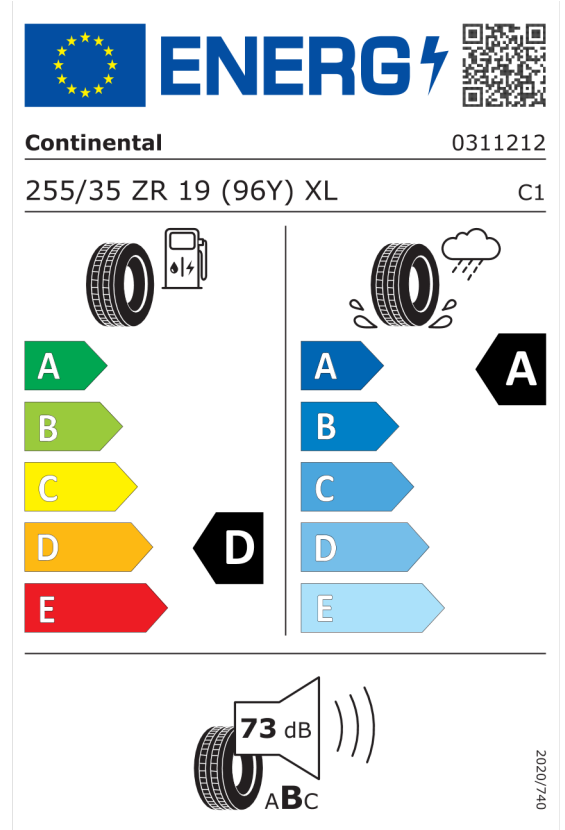 ENERG
Continental 0311212
255/35 ZR 19 (96Y) XL C1
A A A
B B
C C
D D D
E E
73 dB
ABC
2020/740